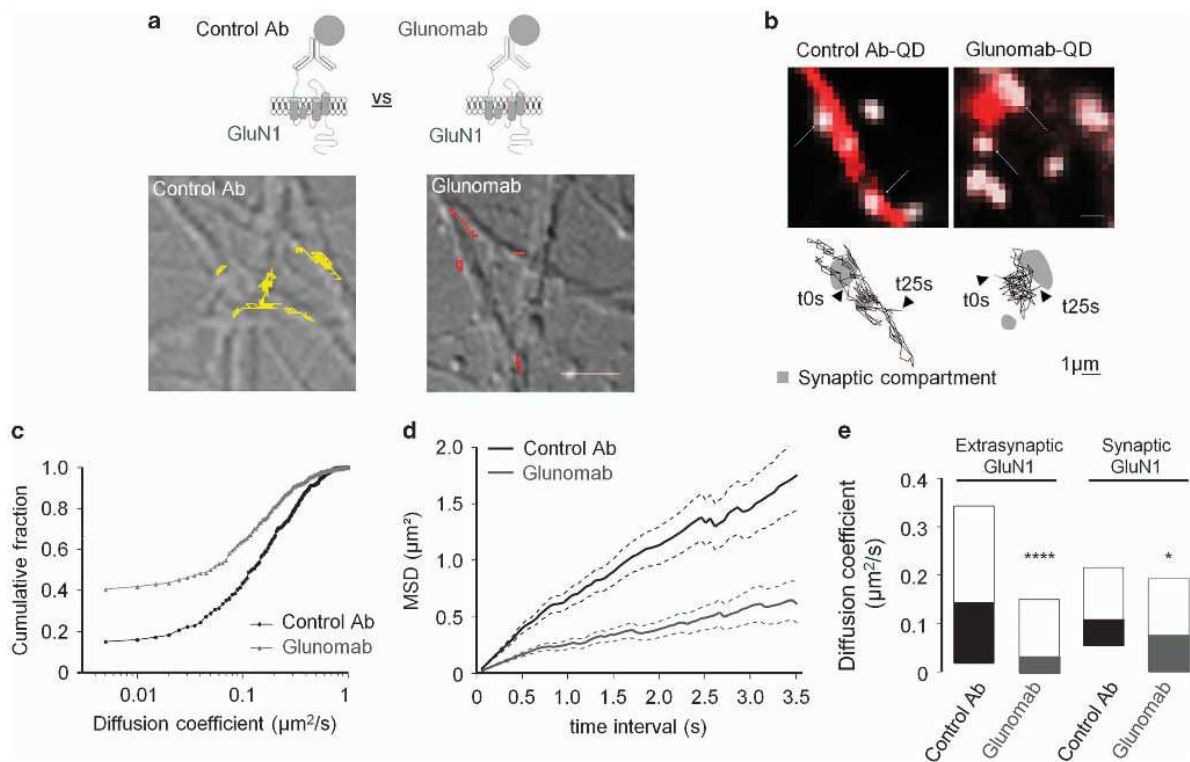 a
Control Ab
Glunomab
vs
GluN1
GluN1
Control Ab
Glunomab
b
Control Ab-QD
Glunomab-QD
t0s
t25s
t0s
t25s
Synaptic compartment
1µm
c
Cumulative fraction
1.0
0.8
0.6
0.4
0.2
0
0.01
0.1
1
Control Ab
Glunomab
Diffusion coefficient (µm²/s)
d
MSD (µm²)
2.0
1.5
1.0
0.5
0
Control Ab
Glunomab
0
0.5
1.0
1.5
2.0
2.5
3.0
3.5
time interval (s)
e
Extrasynaptic
GluN1
Synaptic
GluN1
Diffusion coefficient
(µm²/s)
0.4
0.3
0.2
0.1
0
****
*
Control Ab
Glunomab
Control Ab
Glunomab